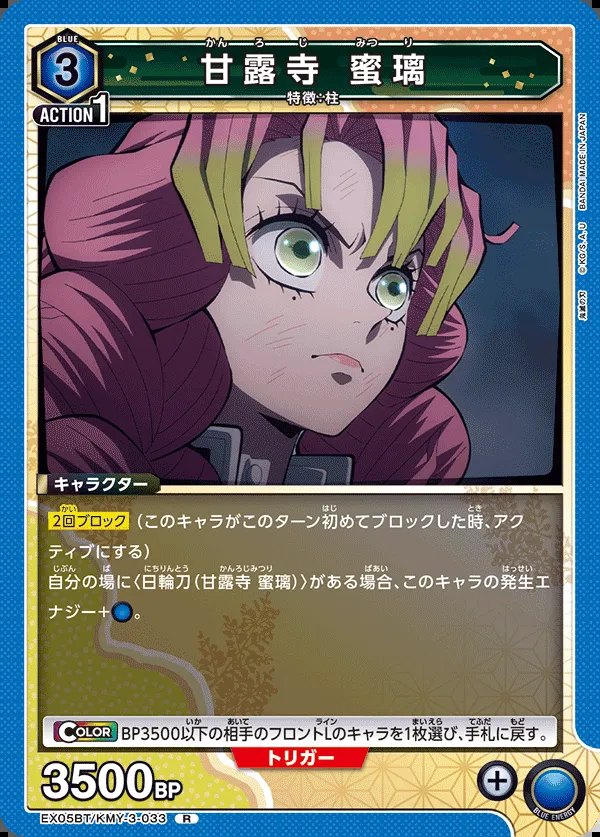 BLUE
3
ACTION 1
かんろじ みつり
甘露寺 蜜璃
特徴:柱
BANDAI MADE IN JAPAN
©KG/S,A,U
鬼滅の刃
キャラクター
2回ブロック (このキャラがこのターン初めてブロックした時、アク
ティブにする)
自分の場に〈日輪刀(甘露寺 蜜璃)〉がある場合、このキャラの発生エ
ナジー+。
COLOR BP3500以下の相手のフロントLのキャラを1枚選び、手札に戻す。
トリガー
3500BP
+
BLUE ENERGY
EX05BT/KMY-3-033 R